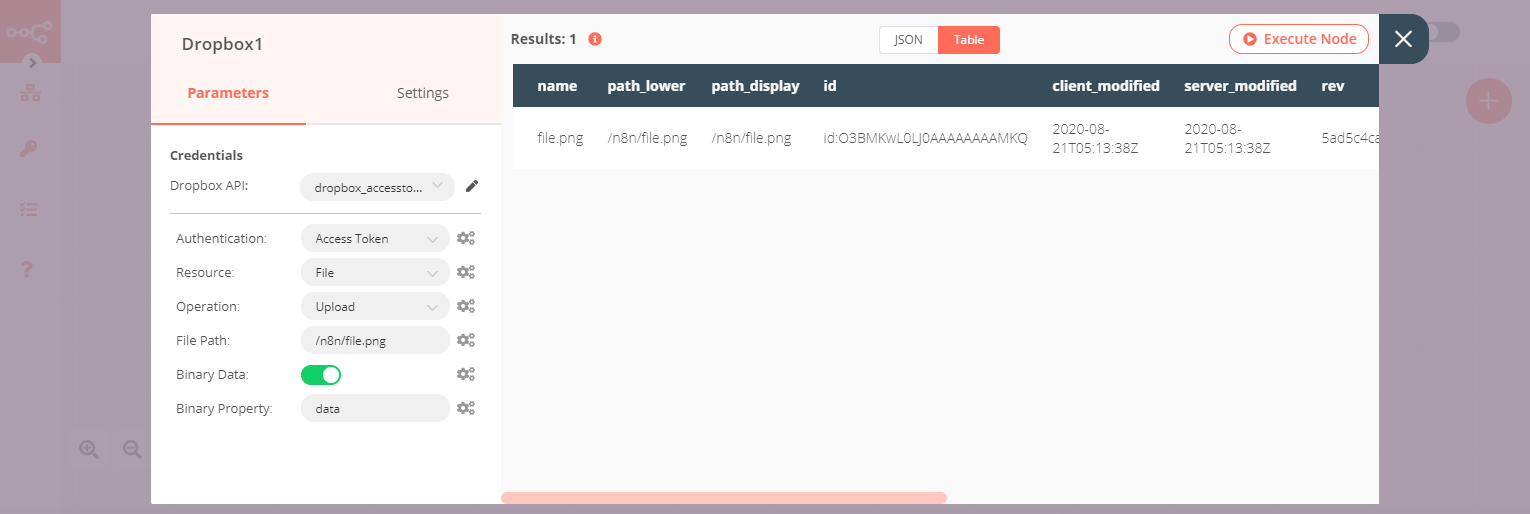 Dropbox1
Parameters
Settings
Credentials
Dropbox API:
dropbox_accessto...
Authentication:
Access Token
Resource:
File
Operation:
Upload
File Path:
/n8n/file.png
Binary Data:
Binary Property:
data
Results: 1
JSON
Table
Execute Node
name path_lower path_display id client_modified server_modified rev
file.png /n8n/file.png /n8n/file.png id:O3BMKwL0LJ0AAAAAAAAMKQ 2020-08-21T05:13:38Z 2020-08-21T05:13:38Z 5ad5c4ca